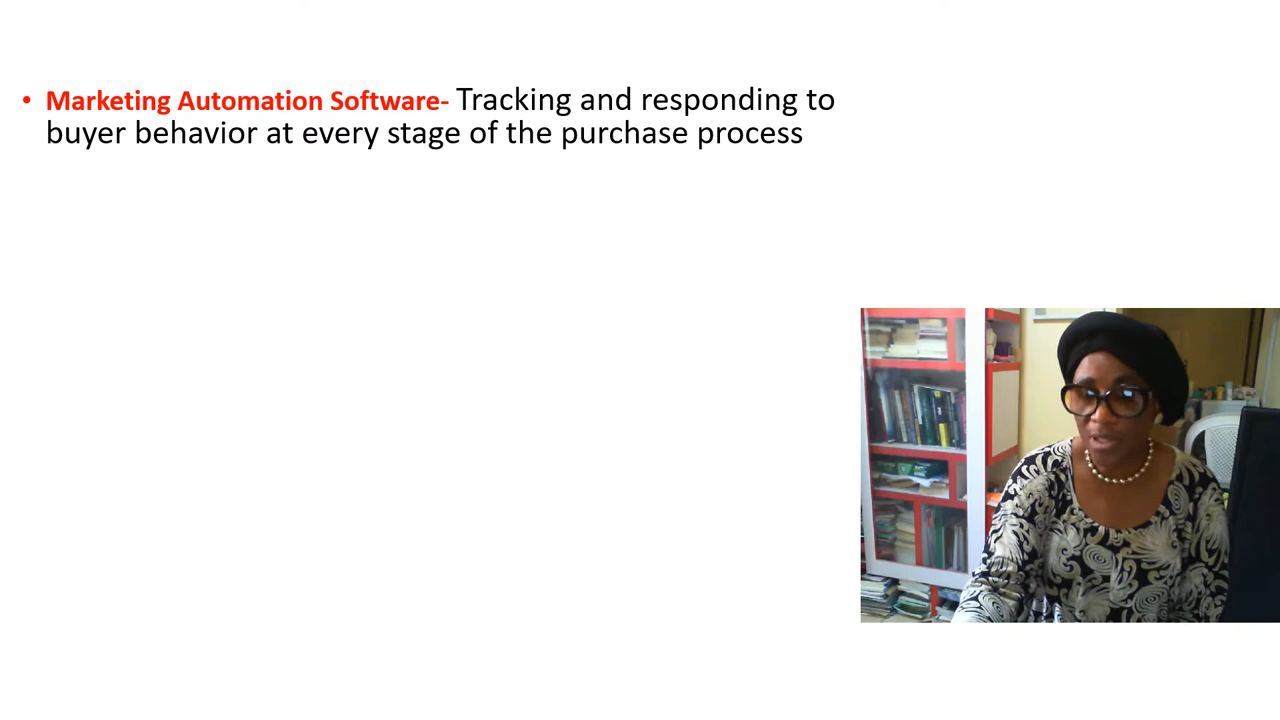 • Marketing Automation Software- Tracking and responding to
buyer behavior at every stage of the purchase process